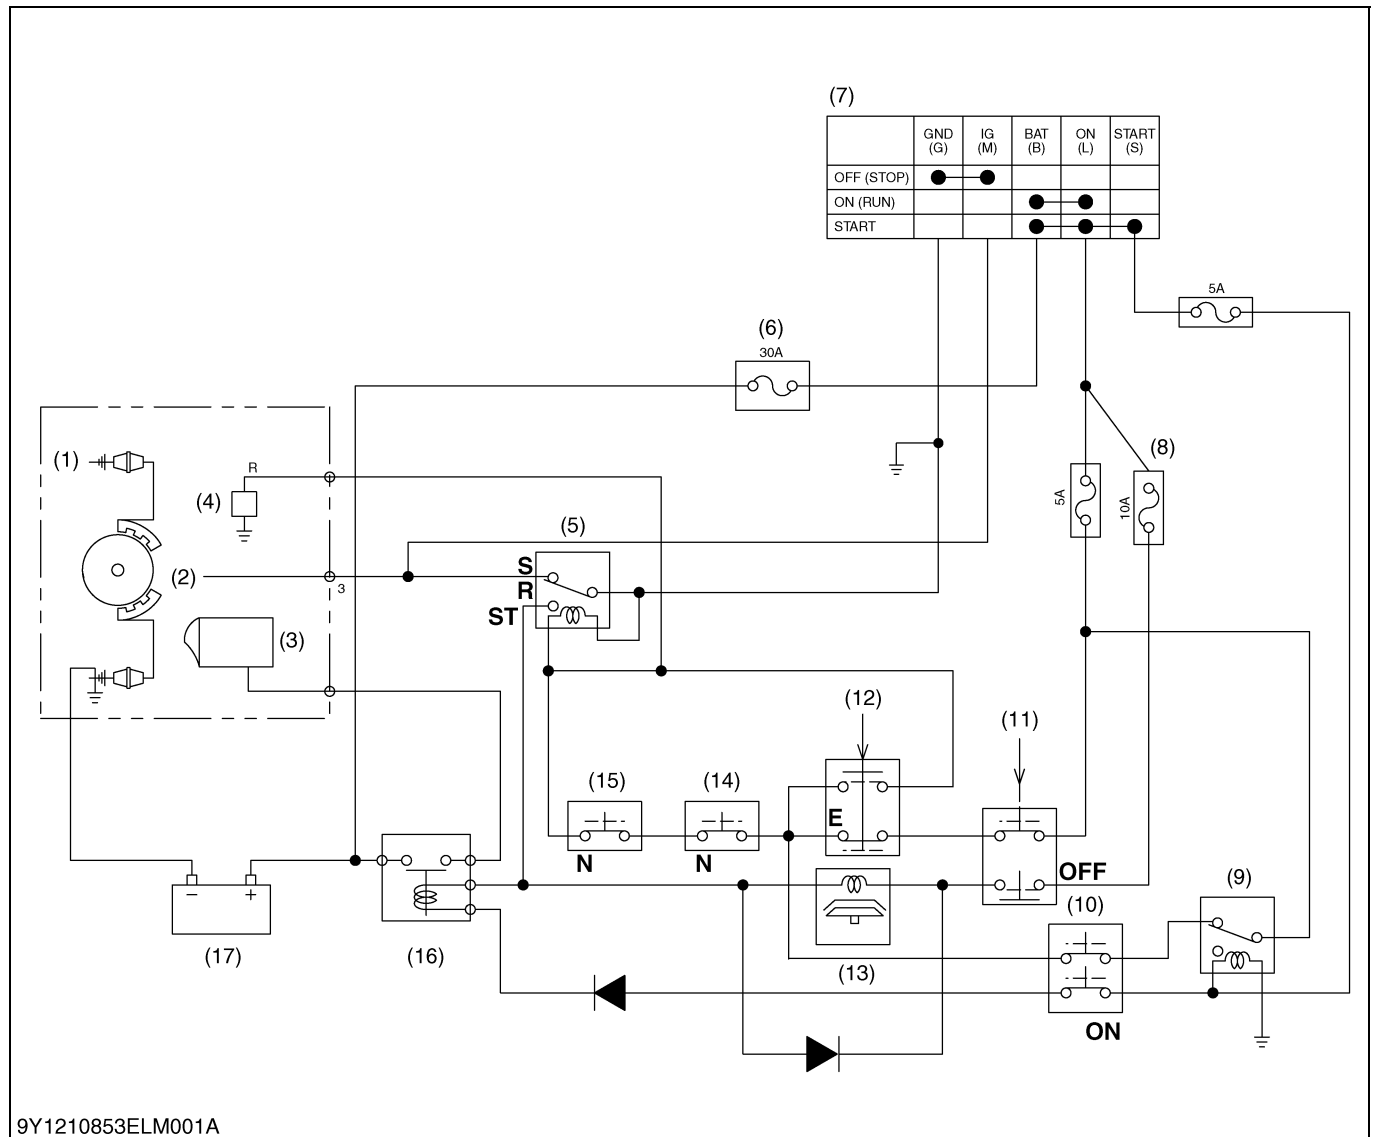 (7)
GND
(G)
IG
(M)
BAT
(B)
ON
(L)
START
(S)
OFF (STOP)
ON (RUN)
START
5A
(6)
30A
(1)
R
(4)
(8)
5A
10A
(5)
S
R
ST
(2)
3
(3)
(12)
(11)
(15)
(14)
E
N
N
OFF
(9)
(10)
− +
(17)
(16)
(13)
ON
9Y1210853ELM001A